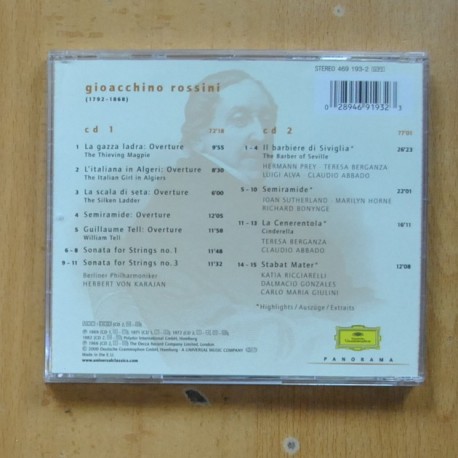 gioacchino rossini
(1792-1868)
STEREO 469 193-2
0 28946 91932 3
cd 1 73'18
1 La gazza ladra: Overture 9'55
The Thieving Magpie
2 L'italiana in Algeri: Overture 8'30
The Italian Girl in Algiers
3 La scala di seta: Overture 6'00
The Silken Ladder
4 Semiramide: Overture 12'05
5 Guillaume Tell: Overture 11'58
William Tell
6 - 8 Sonata for Strings no.1 11'48
9 - 11 Sonata for Strings no.3 11'32
Berliner Philharmoniker
HERBERT VON KARAJAN
cd 2 77'01
1 - 4 Il barbiere di Siviglia* 26'23
The Barber of Seville
HERMANN PREY · TERESA BERGANZA
LUIGI ALVA · CLAUDIO ABBADO
5 - 10 Semiramide* 22'01
JOAN SUTHERLAND · MARILYN HORNE
RICHARD BONYNGE
11 - 13 La Cenerentola* 16'11
Cinderella
TERESA BERGANZA
CLAUDIO ABBADO
14 - 15 Stabat Mater* 12'08
KATIA RICCIARELLI
DALMACIO GONZALES
CARLO MARIA GIULINI
*Highlights / Auszüge / Extraits
Made in the E.U.
www.universalclassics.com
PANORAMA